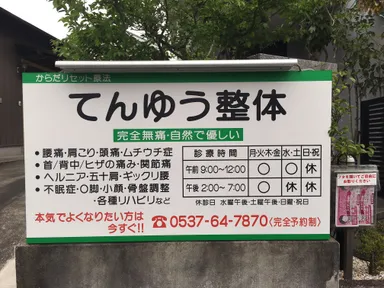 からだリセット療法
てんゆう整体
完全無痛・自然で優しい
・腰痛・肩こり・頭痛・ムチウチ症
・首/背中/ヒザの痛み・関節痛
・ヘルニア・五十肩・ギックリ腰
・不眠症・O脚・小顔・骨盤調整
・各種リハビリなど
診療時間 月火木金 水・土 日・祝
午前 9:00〜12:00 〇 〇 休
午後 2:00〜7:00 〇 休 休
休診日 水曜午後・土曜午後・日曜・祝日
本気でよくなりたい方は
今すぐ!!
☎0537-64-7870〈完全予約制〉